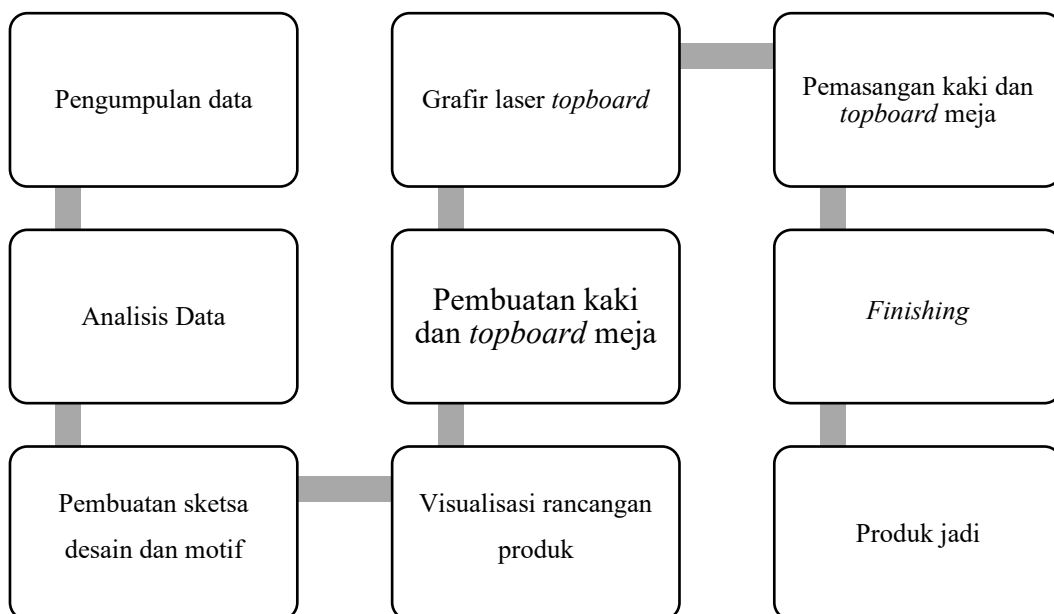 Pengumpulan data
Analisis Data
Pembuatan sketsa
desain dan motif
Visualisasi rancangan
produk
Pembuatan kaki
dan topboard meja
Grafir laser topboard
Pemasangan kaki dan
topboard meja
Finishing
Produk jadi